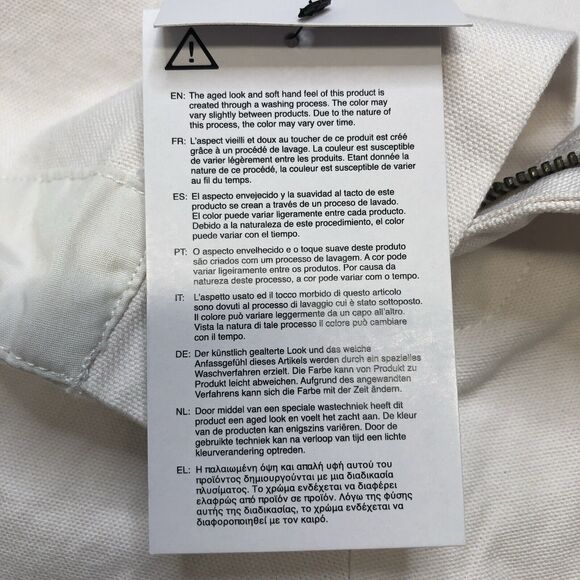 EN: The aged look and soft hand feel of this product is
created through a washing process. The color may
vary slightly between products. Due to the nature of
this process, the color may vary over time.
FR: L'aspect vieilli et doux au toucher de ce produit est créé
grâce à un procédé de lavage. La couleur est susceptible
de varier légèrement entre les produits. Etant donnée la
nature de ce procédé, la couleur est susceptible de varier
au fil du temps.
ES: El aspecto envejecido y la suavidad al tacto de este
producto se crean a través de un proceso de lavado.
El color puede variar ligeramente entre cada producto.
Debido a la naturaleza de este procedimiento, el color
puede variar con el tiempo.
PT: O aspecto envelhecido e o toque suave deste produto
são criados com um processo de lavagem. A cor pode
variar ligeiramente entre os produtos. Por causa da
natureza deste processo, a cor pode variar com o tempo.
IT: L'aspetto usato ed il tocco morbido di questo articolo
sono dovuti al processo di lavaggio cui è stato sottoposto.
Il colore può variare leggermente da un capo all'altro.
Vista la natura di tale processo il colore può cambiare
con il tempo.
DE: Der künstlich gealterte Look und das weiche
Anfassgefühl dieses Artikels werden durch ein spezielles
Waschverfahren erzielt. Die Farbe kann von Produkt zu
Produkt leicht abweichen. Aufgrund des angewandten
Verfahrens kann sich die Farbe mit der Zeit ändern.
NL: Door middel van een speciale wastechniek heeft dit
product een aged look en voelt het zacht aan. De kleur
van de producten kan enigszins variëren. Door de
gebruikte techniek kan na verloop van tijd een lichte
kleurverandering optreden.
EL: Η παλαιωμένη όψη και απαλή υφή αυτού του
προϊόντος δημιουργούνται με μια διαδικασία
πλυσίματος. Το χρώμα ενδέχεται να διαφέρει
ελαφρώς από προϊόν σε προϊόν. Λόγω της φύσης
αυτής της διαδικασίας, το χρώμα ενδέχεται να
διαφοροποιηθεί με τον καιρό.